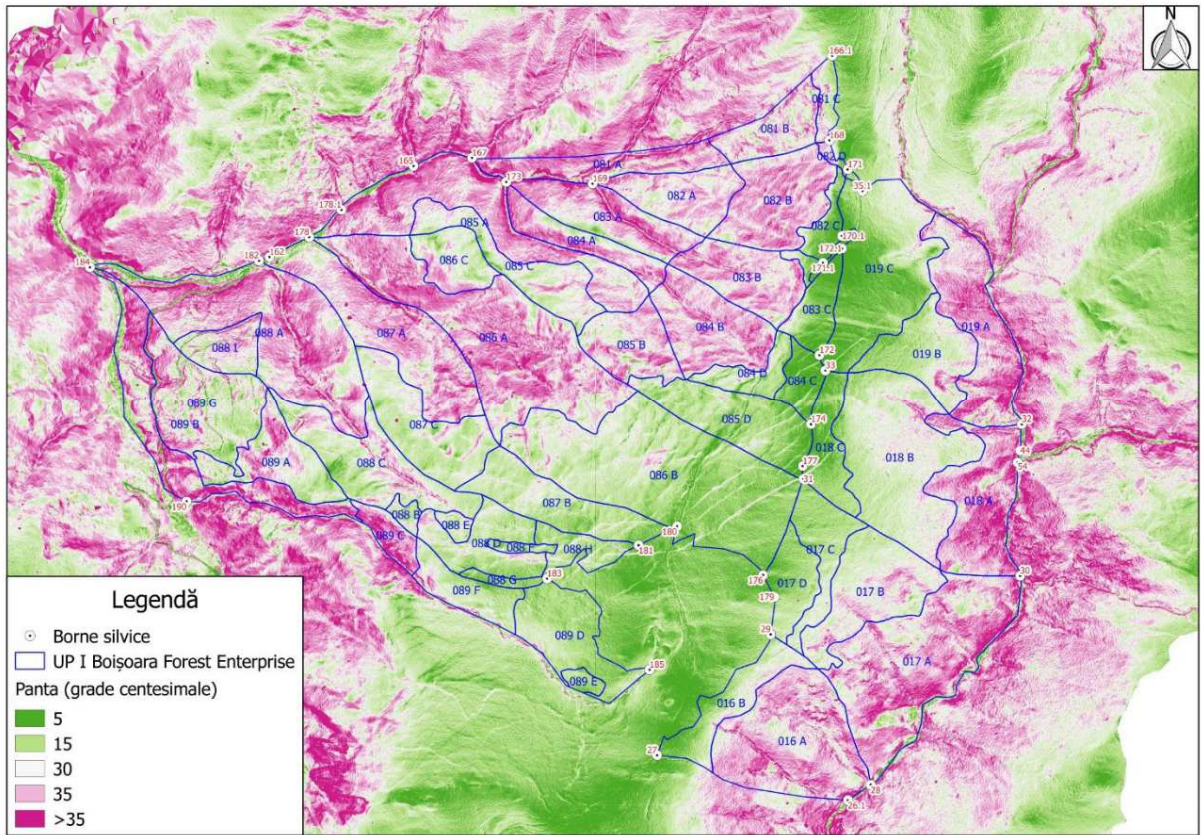 N
166.1
081 C
081 B
168
165
167
081 A
082 D
171
173
169
35.1
082 A
082 B
178.1
085 A
083 A
082 C
178
084 A
170.1
162
182
086 C
085 C
172.1
184
171.1
019 C
083 B
083 C
088 A
087 A
086 A
084 B
019 A
088 I
085 B
172
019 B
084 D
33
084 C
089 G
089 B
087 C
085 D
174
32
018 C
44
089 A
088 C
177
018 B
54
31
086 B
190
087 B
018 A
088 B
088 E
089 C
180
088 D
088 F
088 H
181
017 C
088 G
183
176
017 D
30
089 F
179
017 B
089 D
29
017 A
185
089 E
016 B
016 A
27
28
26.1
Legendă
Borne silvice
UP I Boișoara Forest Enterprise
Panta (grade centesimale)
5
15
30
35
>35